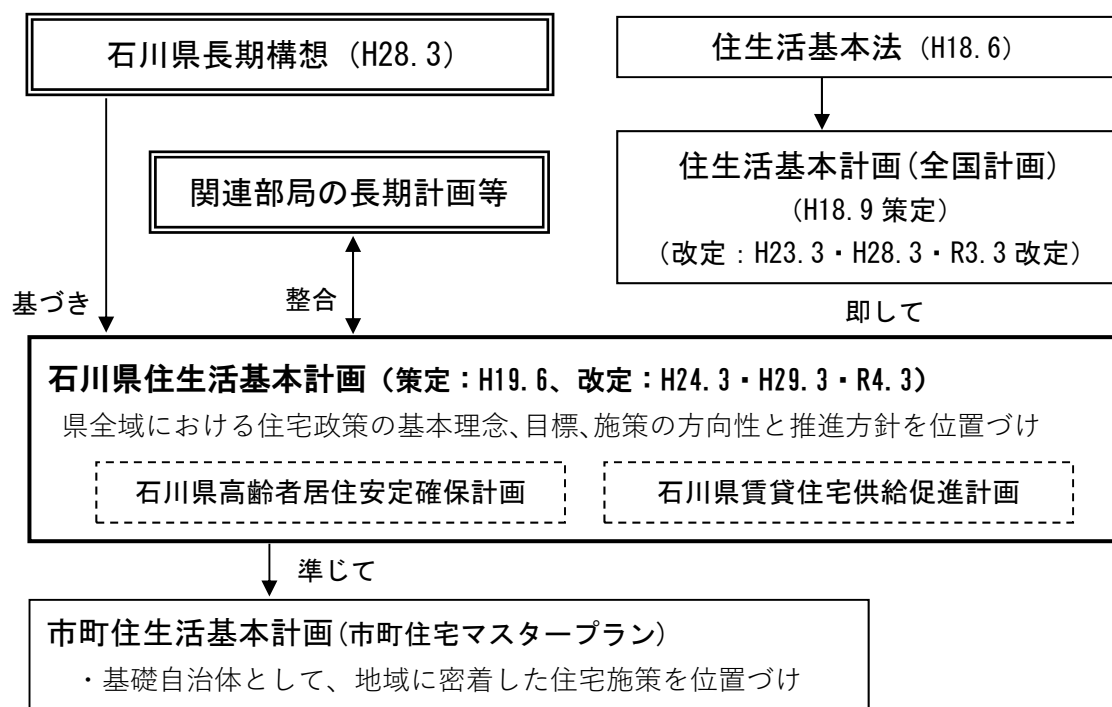 石川県長期構想（H28.3）
住生活基本法（H18.6）
関連部局の長期計画等
住生活基本計画(全国計画)
（H18.9 策定）
（改定：H23.3・H28.3・R3.3 改定）
基づき
整合
即して
石川県住生活基本計画（策定：H19.6、改定：H24.3・H29.3・R4.3）
県全域における住宅政策の基本理念、目標、施策の方向性と推進方針を位置づけ
石川県高齢者居住安定確保計画
石川県賃貸住宅供給促進計画
準じて
市町住生活基本計画(市町住宅マスタープラン)
・基礎自治体として、地域に密着した住宅施策を位置づけ